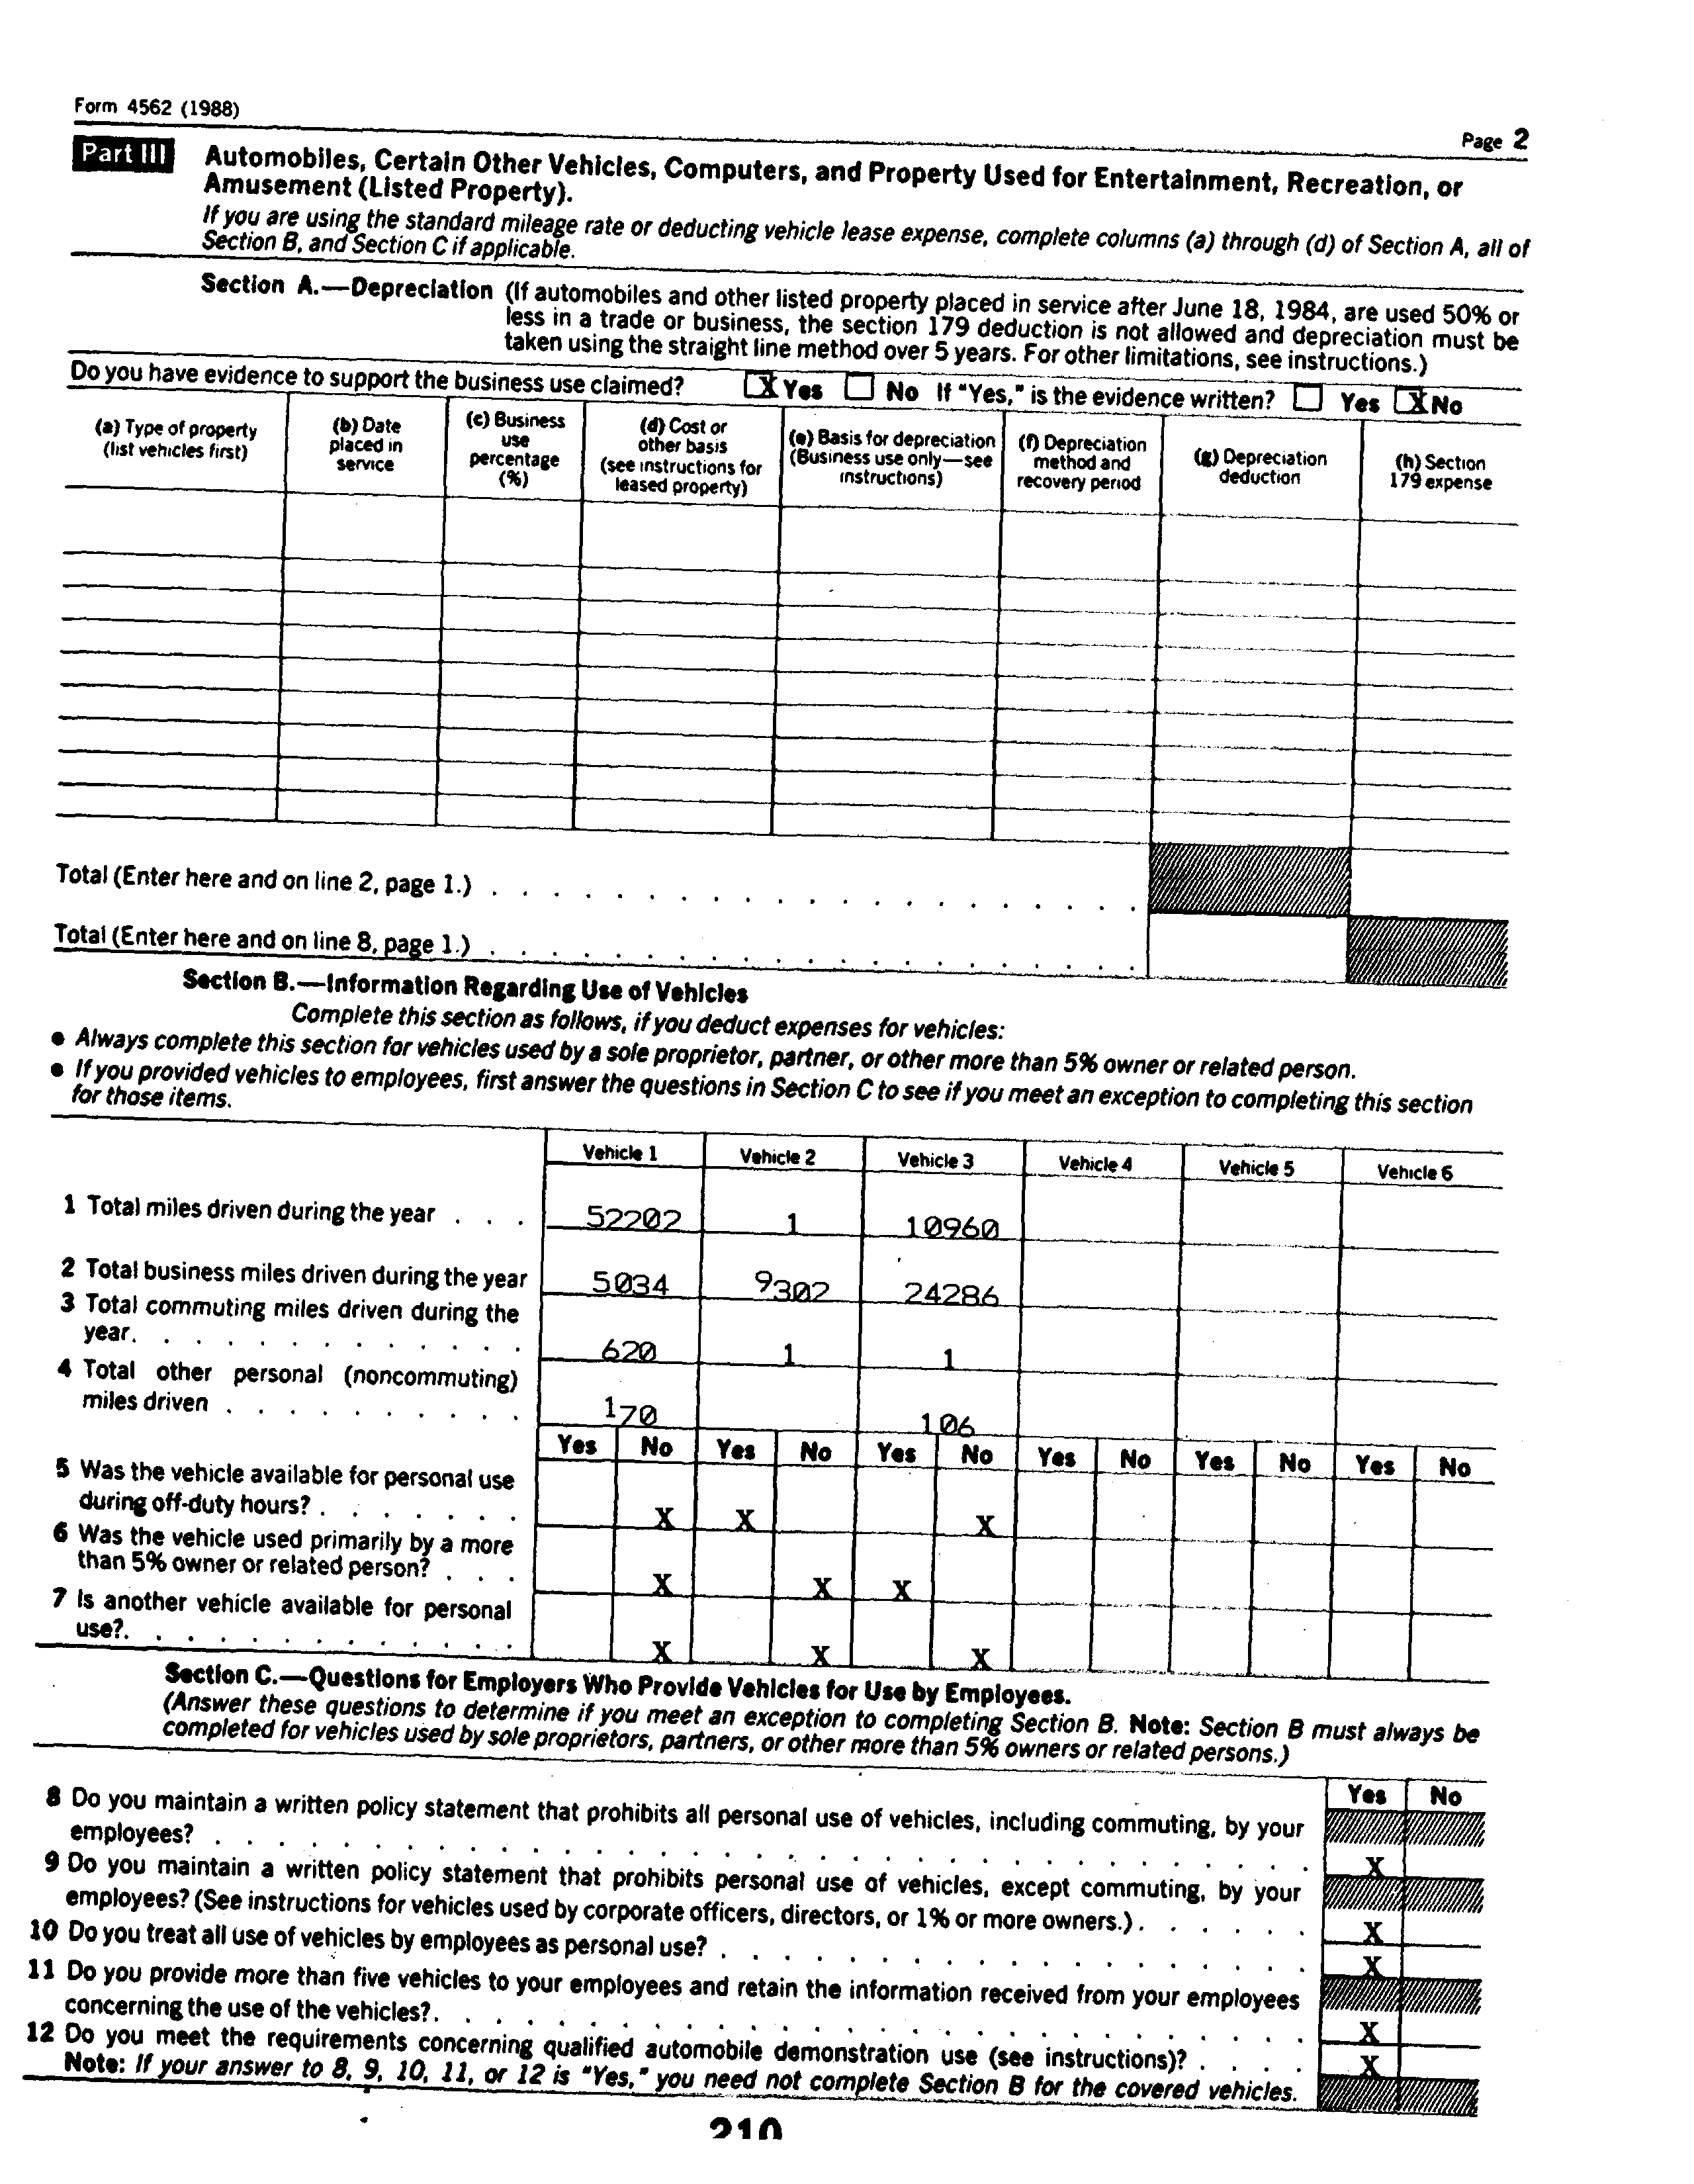 Form 4562 (1988)
Page 2
Part III
Automobiles, Certain Other Vehicles, Computers, and Property Used for Entertainment, Recreation, or
Amusement (Listed Property).
If you are using the standard mileage rate or deducting vehicle lease expense, complete columns (a) through (d) of Section A, all of
Section B, and Section C if applicable.
Section A.—Depreciation (If automobiles and other listed property placed in service after June 18, 1984, are used 50% or
less in a trade or business, the section 179 deduction is not allowed and depreciation must be
taken using the straight line method over 5 years. For other limitations, see instructions.)
Do you have evidence to support the business use claimed? X Yes No If "Yes," is the evidence written? Yes X No
(a) Type of property
(list vehicles first)
(b) Date
placed in
service
(c) Business
use
percentage
(%)
(d) Cost or
other basis
(see instructions for
leased property)
(e) Basis for depreciation
(Business use only—see
instructions)
(f) Depreciation
method and
recovery period
(g) Depreciation
deduction
(h) Section
179 expense
Total (Enter here and on line 2, page 1.) . . . . . . . . . . . . . . . . . . . . .
Total (Enter here and on line 8, page 1.) . . . . . . . . . . . . . . . . . . . . .
Section B.—Information Regarding Use of Vehicles
Complete this section as follows, if you deduct expenses for vehicles:
● Always complete this section for vehicles used by a sole proprietor, partner, or other more than 5% owner or related person.
● If you provided vehicles to employees, first answer the questions in Section C to see if you meet an exception to completing this section
for those items.
Vehicle 1 Vehicle 2 Vehicle 3 Vehicle 4 Vehicle 5 Vehicle 6
1 Total miles driven during the year . . . 52202 1 10960
2 Total business miles driven during the year 5034 9302 24286
3 Total commuting miles driven during the
year. . . . . . . . . . . . . 620 1 1
4 Total other personal (noncommuting)
miles driven . . . . . . . . . . 170 106
Yes No Yes No Yes No Yes No Yes No Yes No
5 Was the vehicle available for personal use
during off-duty hours? . . . . . . . X X X
6 Was the vehicle used primarily by a more
than 5% owner or related person? . . . X X X
7 Is another vehicle available for personal
use?. . . . . . . . . . . . . X X X
Section C.—Questions for Employers Who Provide Vehicles for Use by Employees.
(Answer these questions to determine if you meet an exception to completing Section B. Note: Section B must always be
completed for vehicles used by sole proprietors, partners, or other more than 5% owners or related persons.)
Yes No
8 Do you maintain a written policy statement that prohibits all personal use of vehicles, including commuting, by your
employees? . . . . . . . . . . . . . . . . . . . . . . . . . . . . . . . . . . X
9 Do you maintain a written policy statement that prohibits personal use of vehicles, except commuting, by your
employees? (See instructions for vehicles used by corporate officers, directors, or 1% or more owners.) . . . . . . X
10 Do you treat all use of vehicles by employees as personal use? . . . . . . . . . . . . . . . . . . . X
11 Do you provide more than five vehicles to your employees and retain the information received from your employees
concerning the use of the vehicles?. . . . . . . . . . . . . . . . . . . . . . . . . . . . X
12 Do you meet the requirements concerning qualified automobile demonstration use (see instructions)? . . . . X
Note: If your answer to 8, 9, 10, 11, or 12 is "Yes," you need not complete Section B for the covered vehicles.
210